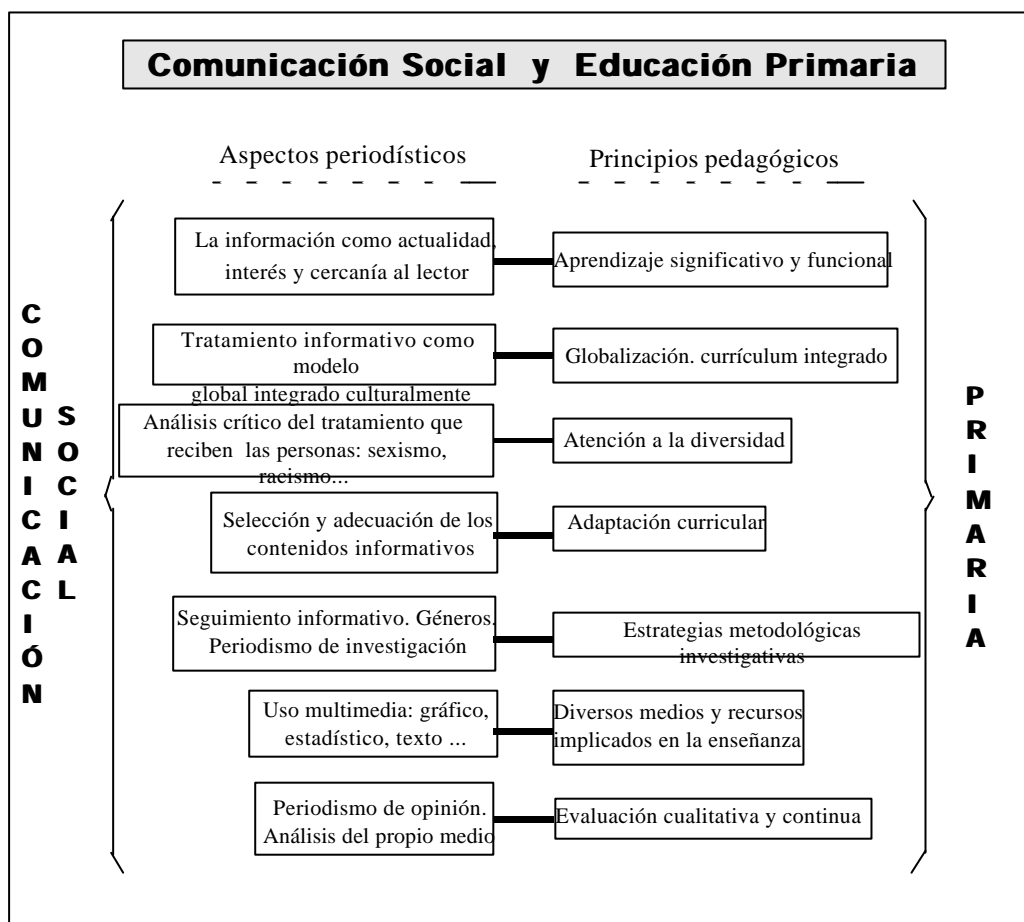 Comunicación Social y Educación Primaria
Aspectos periodísticos
Principios pedagógicos
COMUNICACIÓN
SOCIAL
La información como actualidad,
interés y cercanía al lector
Aprendizaje significativo y funcional
Tratamiento informativo como
modelo
global integrado culturalmente
Globalización. currículum integrado
Análisis crítico del tratamiento que
reciben las personas: sexismo,
racismo...
Atención a la diversidad
Selección y adecuación de los
contenidos informativos
Adaptación curricular
Seguimiento informativo. Géneros.
Periodismo de investigación
Estrategias metodológicas
investigativas
Uso multimedia: gráfico,
estadístico, texto ...
Diversos medios y recursos
implicados en la enseñanza
Periodismo de opinión.
Análisis del propio medio
Evaluación cualitativa y continua
PRIMARIA